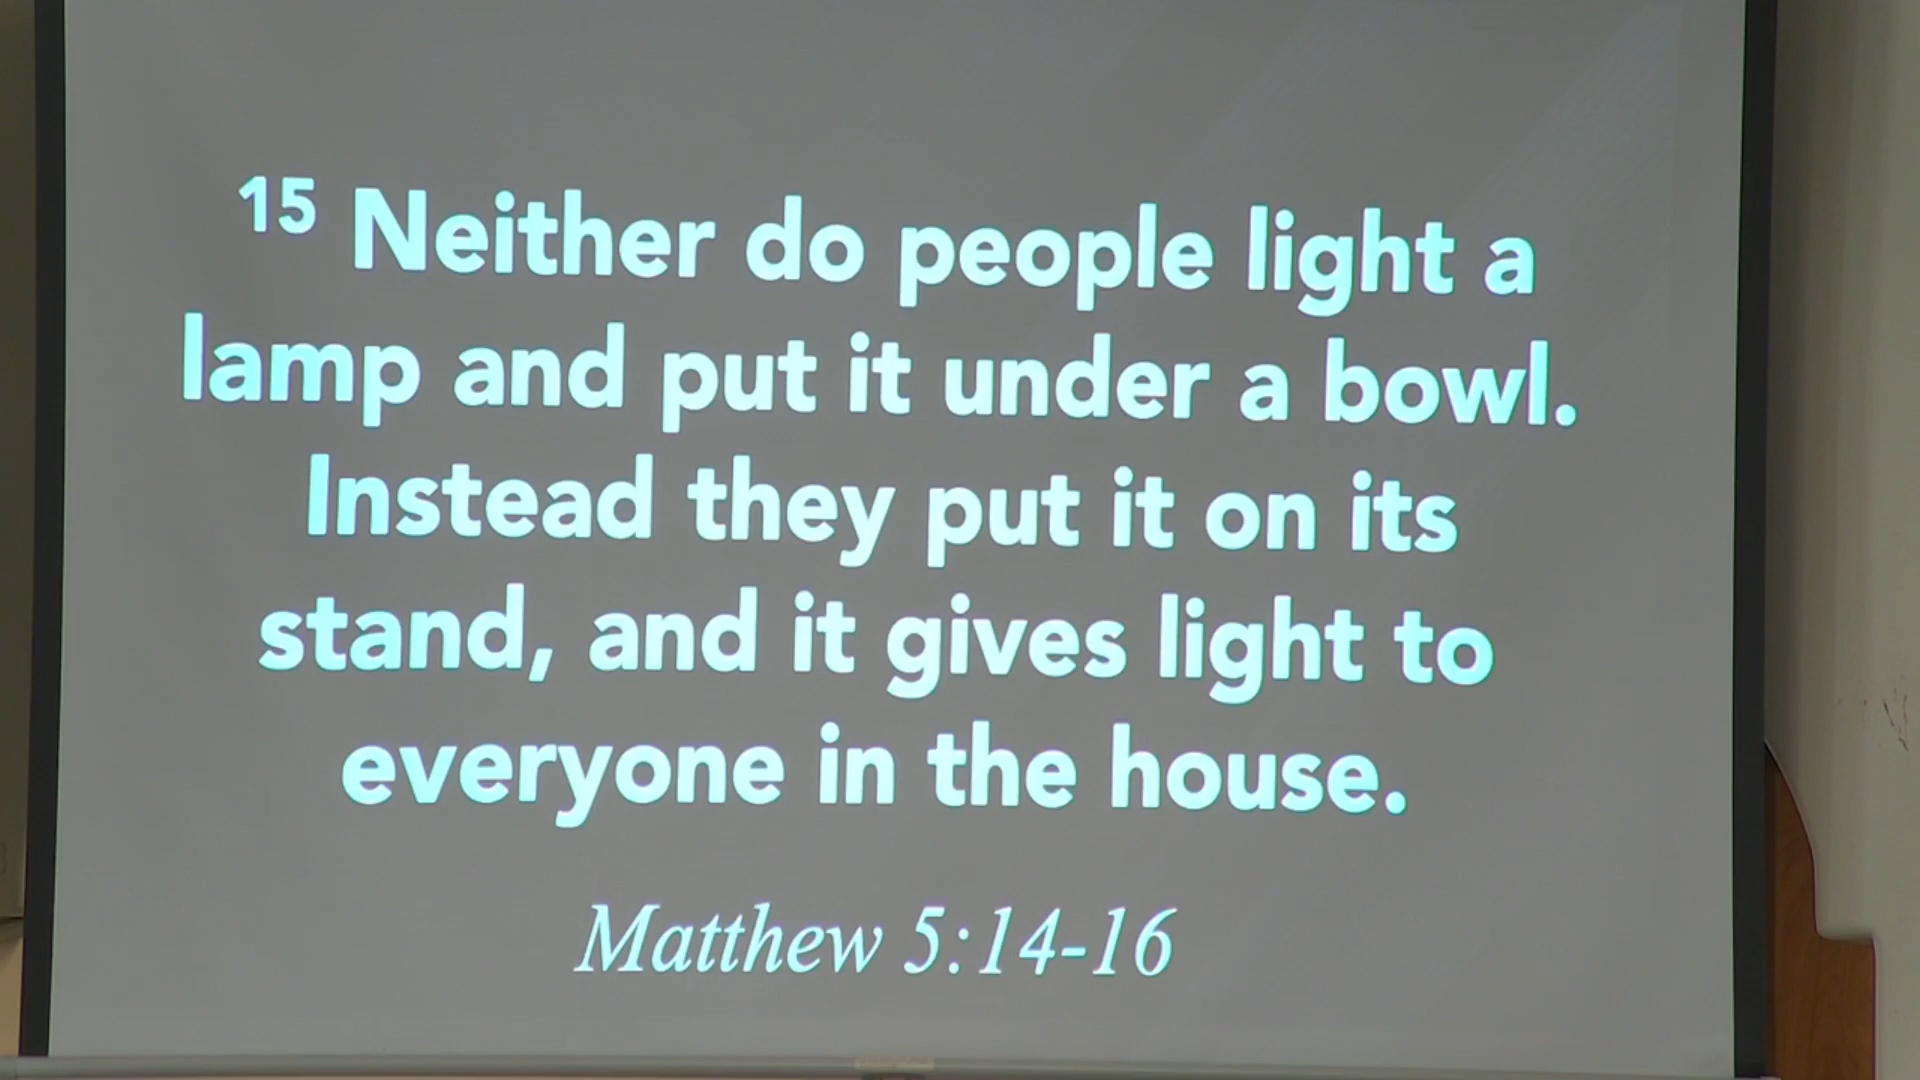 15 Neither do people light a
lamp and put it under a bowl.
Instead they put it on its
stand, and it gives light to
everyone in the house.
Matthew 5:14-16